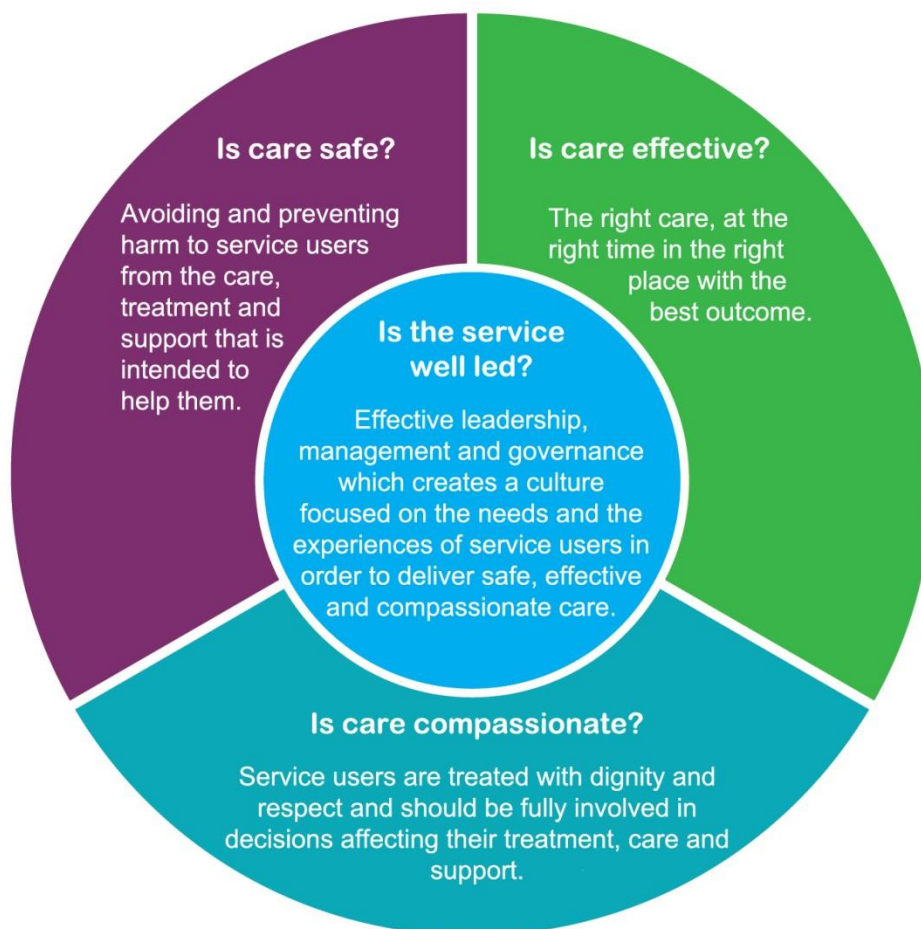 Is care safe?
Avoiding and preventing
harm to service users
from the care,
treatment and
support that is
intended to
help them.
Is care effective?
The right care, at the
right time in the right
place with the
best outcome.
Is the service
well led?
Effective leadership,
management and governance
which creates a culture
focused on the needs and the
experiences of service users in
order to deliver safe, effective
and compassionate care.
Is care compassionate?
Service users are treated with dignity and
respect and should be fully involved in
decisions affecting their treatment, care and
support.